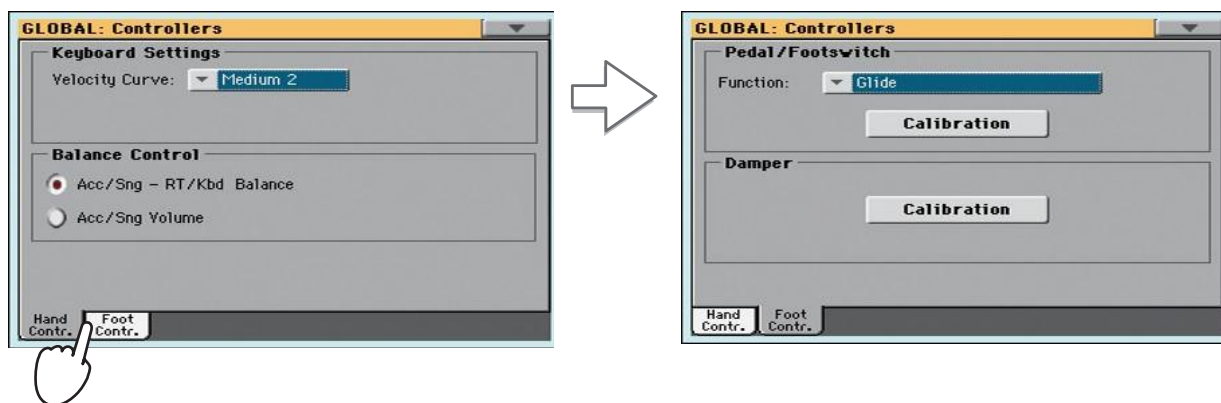 GLOBAL: Controllers
Keyboard Settings
Velocity Curve: Medium 2
Balance Control
Acc/Sng - RT/Kbd Balance
Acc/Sng Volume
Hand Contr.
Foot Contr.
GLOBAL: Controllers
Pedal/Footswitch
Function: Glide
Calibration
Damper
Calibration
Hand Contr.
Foot Contr.